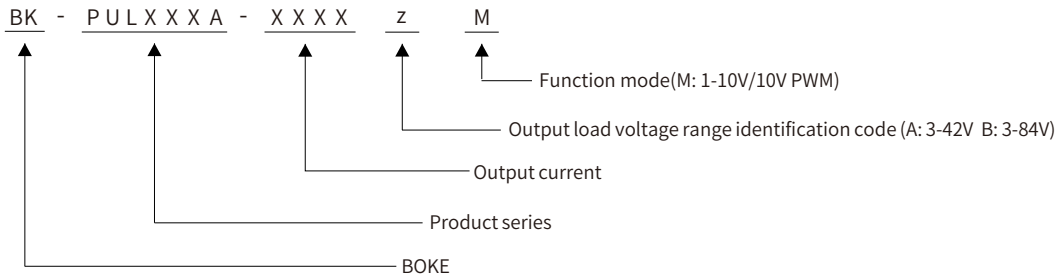 BK - PULXXXA - XXXX z M
Function mode(M: 1-10V/10V PWM)
Output load voltage range identification code (A: 3-42V B: 3-84V)
Output current
Product series
BOKE